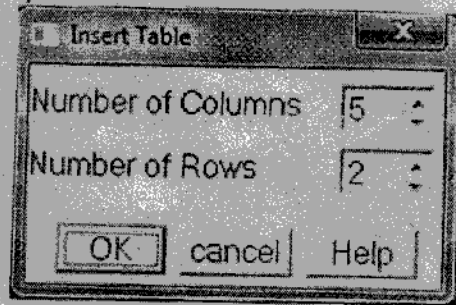 Insert Table
Number of Columns 5
Number of Rows 2
OK cancel Help